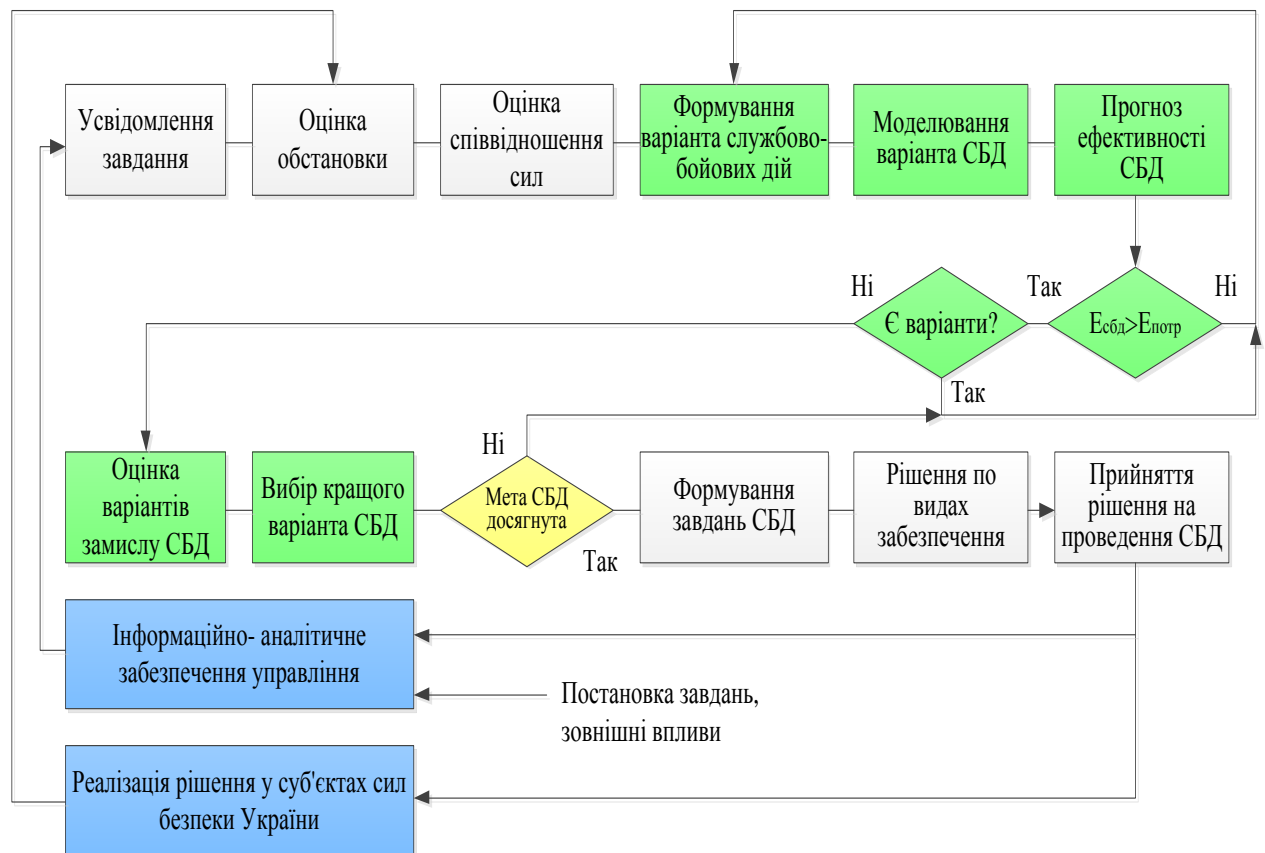 Усвідомлення
завдання
Оцінка
обстановки
Оцінка
співвідношення
сил
Формування
варіанта службово-
бойових дій
Моделювання
варіанта СБД
Прогноз
ефективності
СБД
Ні
Є варіанти?
Так
Eсбд>Eпотр
Ні
Так
Оцінка
варіантів
замислу СБД
Вибір кращого
варіанта СБД
Ні
Мета СБД
досягнута
Так
Формування
завдань СБД
Рішення по
видах
забезпечення
Прийняття
рішення на
проведення СБД
Інформаційно- аналітичне
забезпечення управління
Постановка завдань,
зовнішні впливи
Реалізація рішення у суб'єктах сил
безпеки України